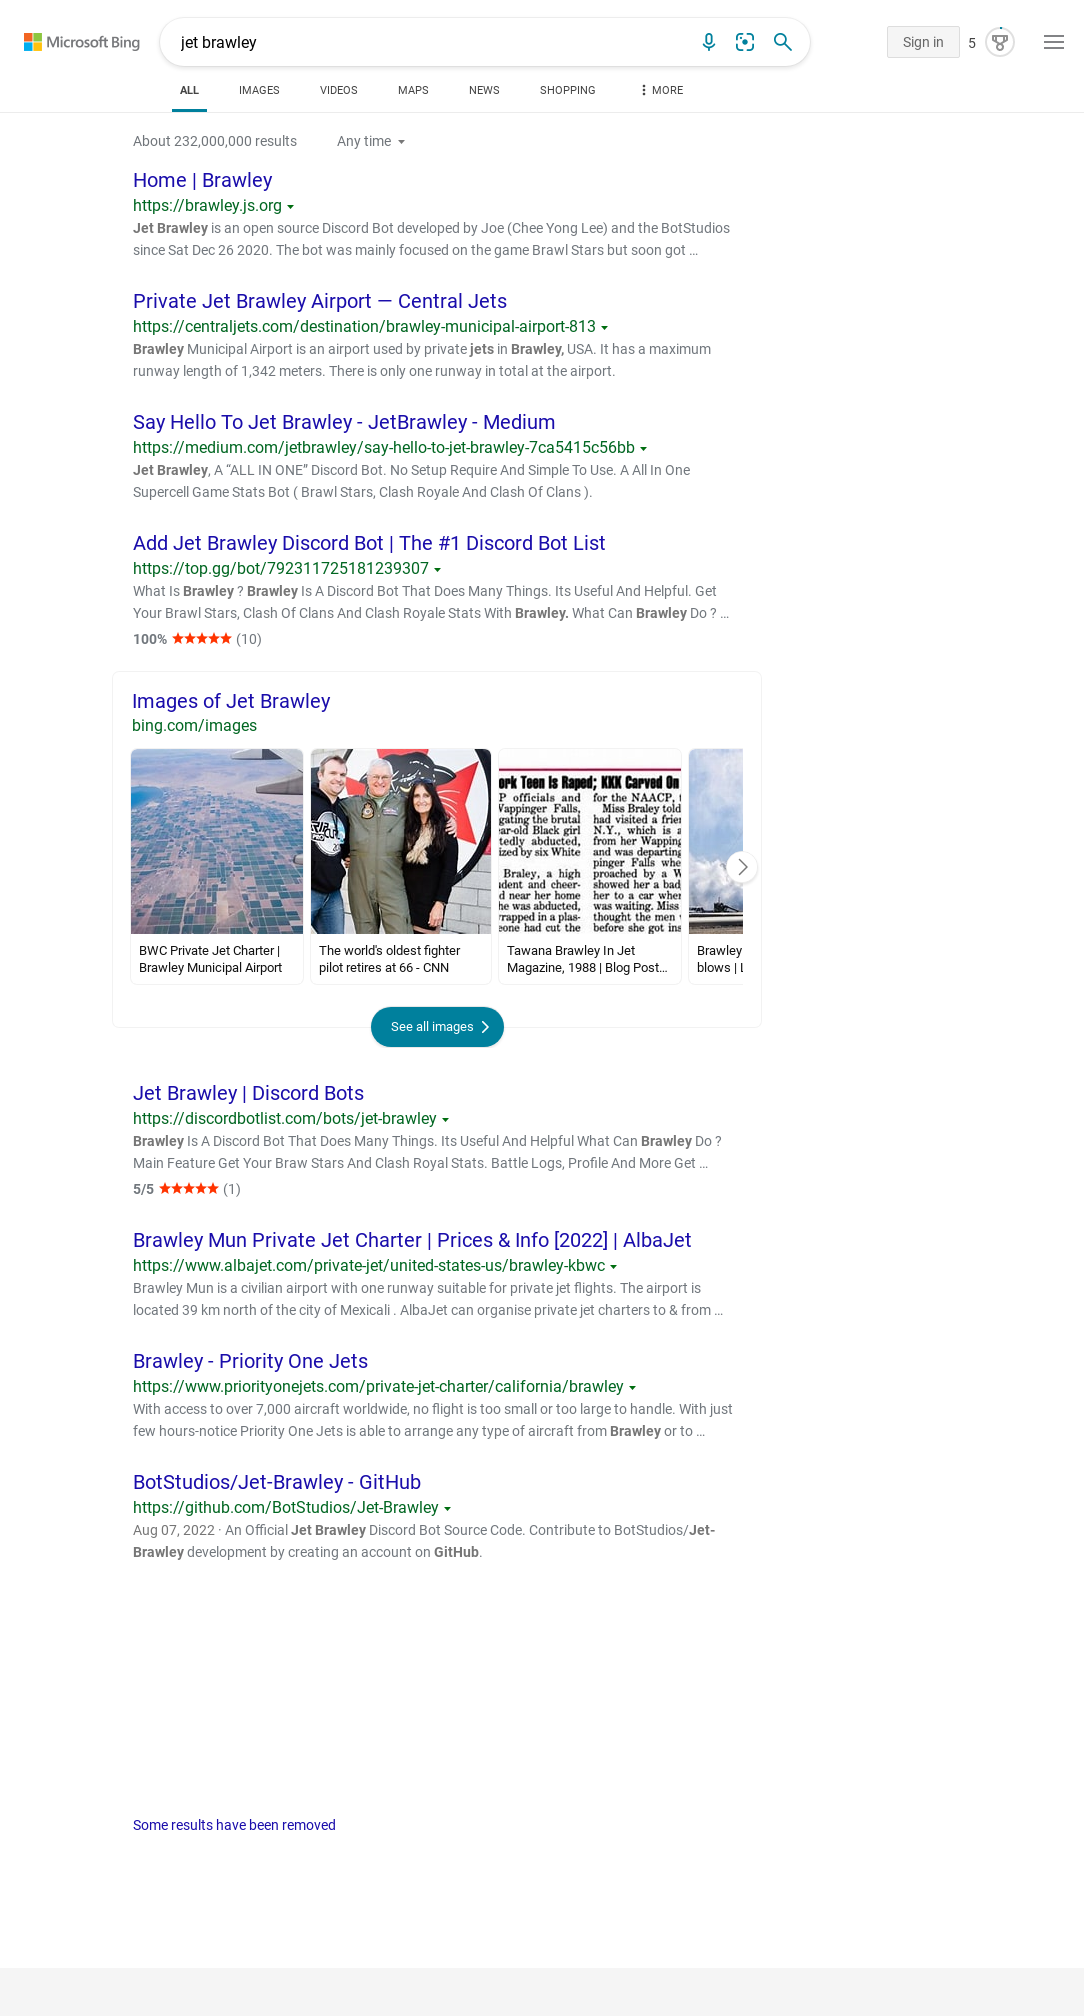 Microsoft Bing
jet brawley
Sign in
5
ALL
IMAGES
VIDEOS
MAPS
NEWS
SHOPPING
MORE
About 232,000,000 results
Any time
Home | Brawley
https://brawley.js.org
Jet Brawley is an open source Discord Bot developed by Joe (Chee Yong Lee) and the BotStudios
since Sat Dec 26 2020. The bot was mainly focused on the game Brawl Stars but soon got …
Private Jet Brawley Airport — Central Jets
https://centraljets.com/destination/brawley-municipal-airport-813
Brawley Municipal Airport is an airport used by private jets in Brawley, USA. It has a maximum
runway length of 1,342 meters. There is only one runway in total at the airport.
Say Hello To Jet Brawley - JetBrawley - Medium
https://medium.com/jetbrawley/say-hello-to-jet-brawley-7ca5415c56bb
Jet Brawley, A “ALL IN ONE” Discord Bot. No Setup Require And Simple To Use. A All In One
Supercell Game Stats Bot ( Brawl Stars, Clash Royale And Clash Of Clans ).
Add Jet Brawley Discord Bot | The #1 Discord Bot List
https://top.gg/bot/792311725181239307
What Is Brawley ? Brawley Is A Discord Bot That Does Many Things. Its Useful And Helpful. Get
Your Brawl Stars, Clash Of Clans And Clash Royale Stats With Brawley. What Can Brawley Do ? …
100% (10)
Images of Jet Brawley
bing.com/images
ork Teen Is Raped; KKK Carved On
P officials and
Wappinger Falls,
gating the brutal
ear-old Black girl
tedly abducted,
ized by six White
Braley, a high
udent and cheer-
ed near her home
he was abducted,
wrapped in a plas-
eone had cut the
for the NAACP,
Miss Braley told
had visited a frie
N.Y., which is a
from her Wapping
and was departing
pinger Falls whe
proached by a W
showed her a bad
her to a car when
was waiting. Miss
thought the men
before she got ins
BWC Private Jet Charter |
Brawley Municipal Airport
The world's oldest fighter
pilot retires at 66 - CNN
Tawana Brawley In Jet
Magazine, 1988 | Blog Post…
Brawley
blows | L
See all images
Jet Brawley | Discord Bots
https://discordbotlist.com/bots/jet-brawley
Brawley Is A Discord Bot That Does Many Things. Its Useful And Helpful What Can Brawley Do ?
Main Feature Get Your Braw Stars And Clash Royal Stats. Battle Logs, Profile And More Get …
5/5 (1)
Brawley Mun Private Jet Charter | Prices & Info [2022] | AlbaJet
https://www.albajet.com/private-jet/united-states-us/brawley-kbwc
Brawley Mun is a civilian airport with one runway suitable for private jet flights. The airport is
located 39 km north of the city of Mexicali . AlbaJet can organise private jet charters to & from …
Brawley - Priority One Jets
https://www.priorityonejets.com/private-jet-charter/california/brawley
With access to over 7,000 aircraft worldwide, no flight is too small or too large to handle. With just
few hours-notice Priority One Jets is able to arrange any type of aircraft from Brawley or to …
BotStudios/Jet-Brawley - GitHub
https://github.com/BotStudios/Jet-Brawley
Aug 07, 2022 · An Official Jet Brawley Discord Bot Source Code. Contribute to BotStudios/Jet-
Brawley development by creating an account on GitHub.
Some results have been removed